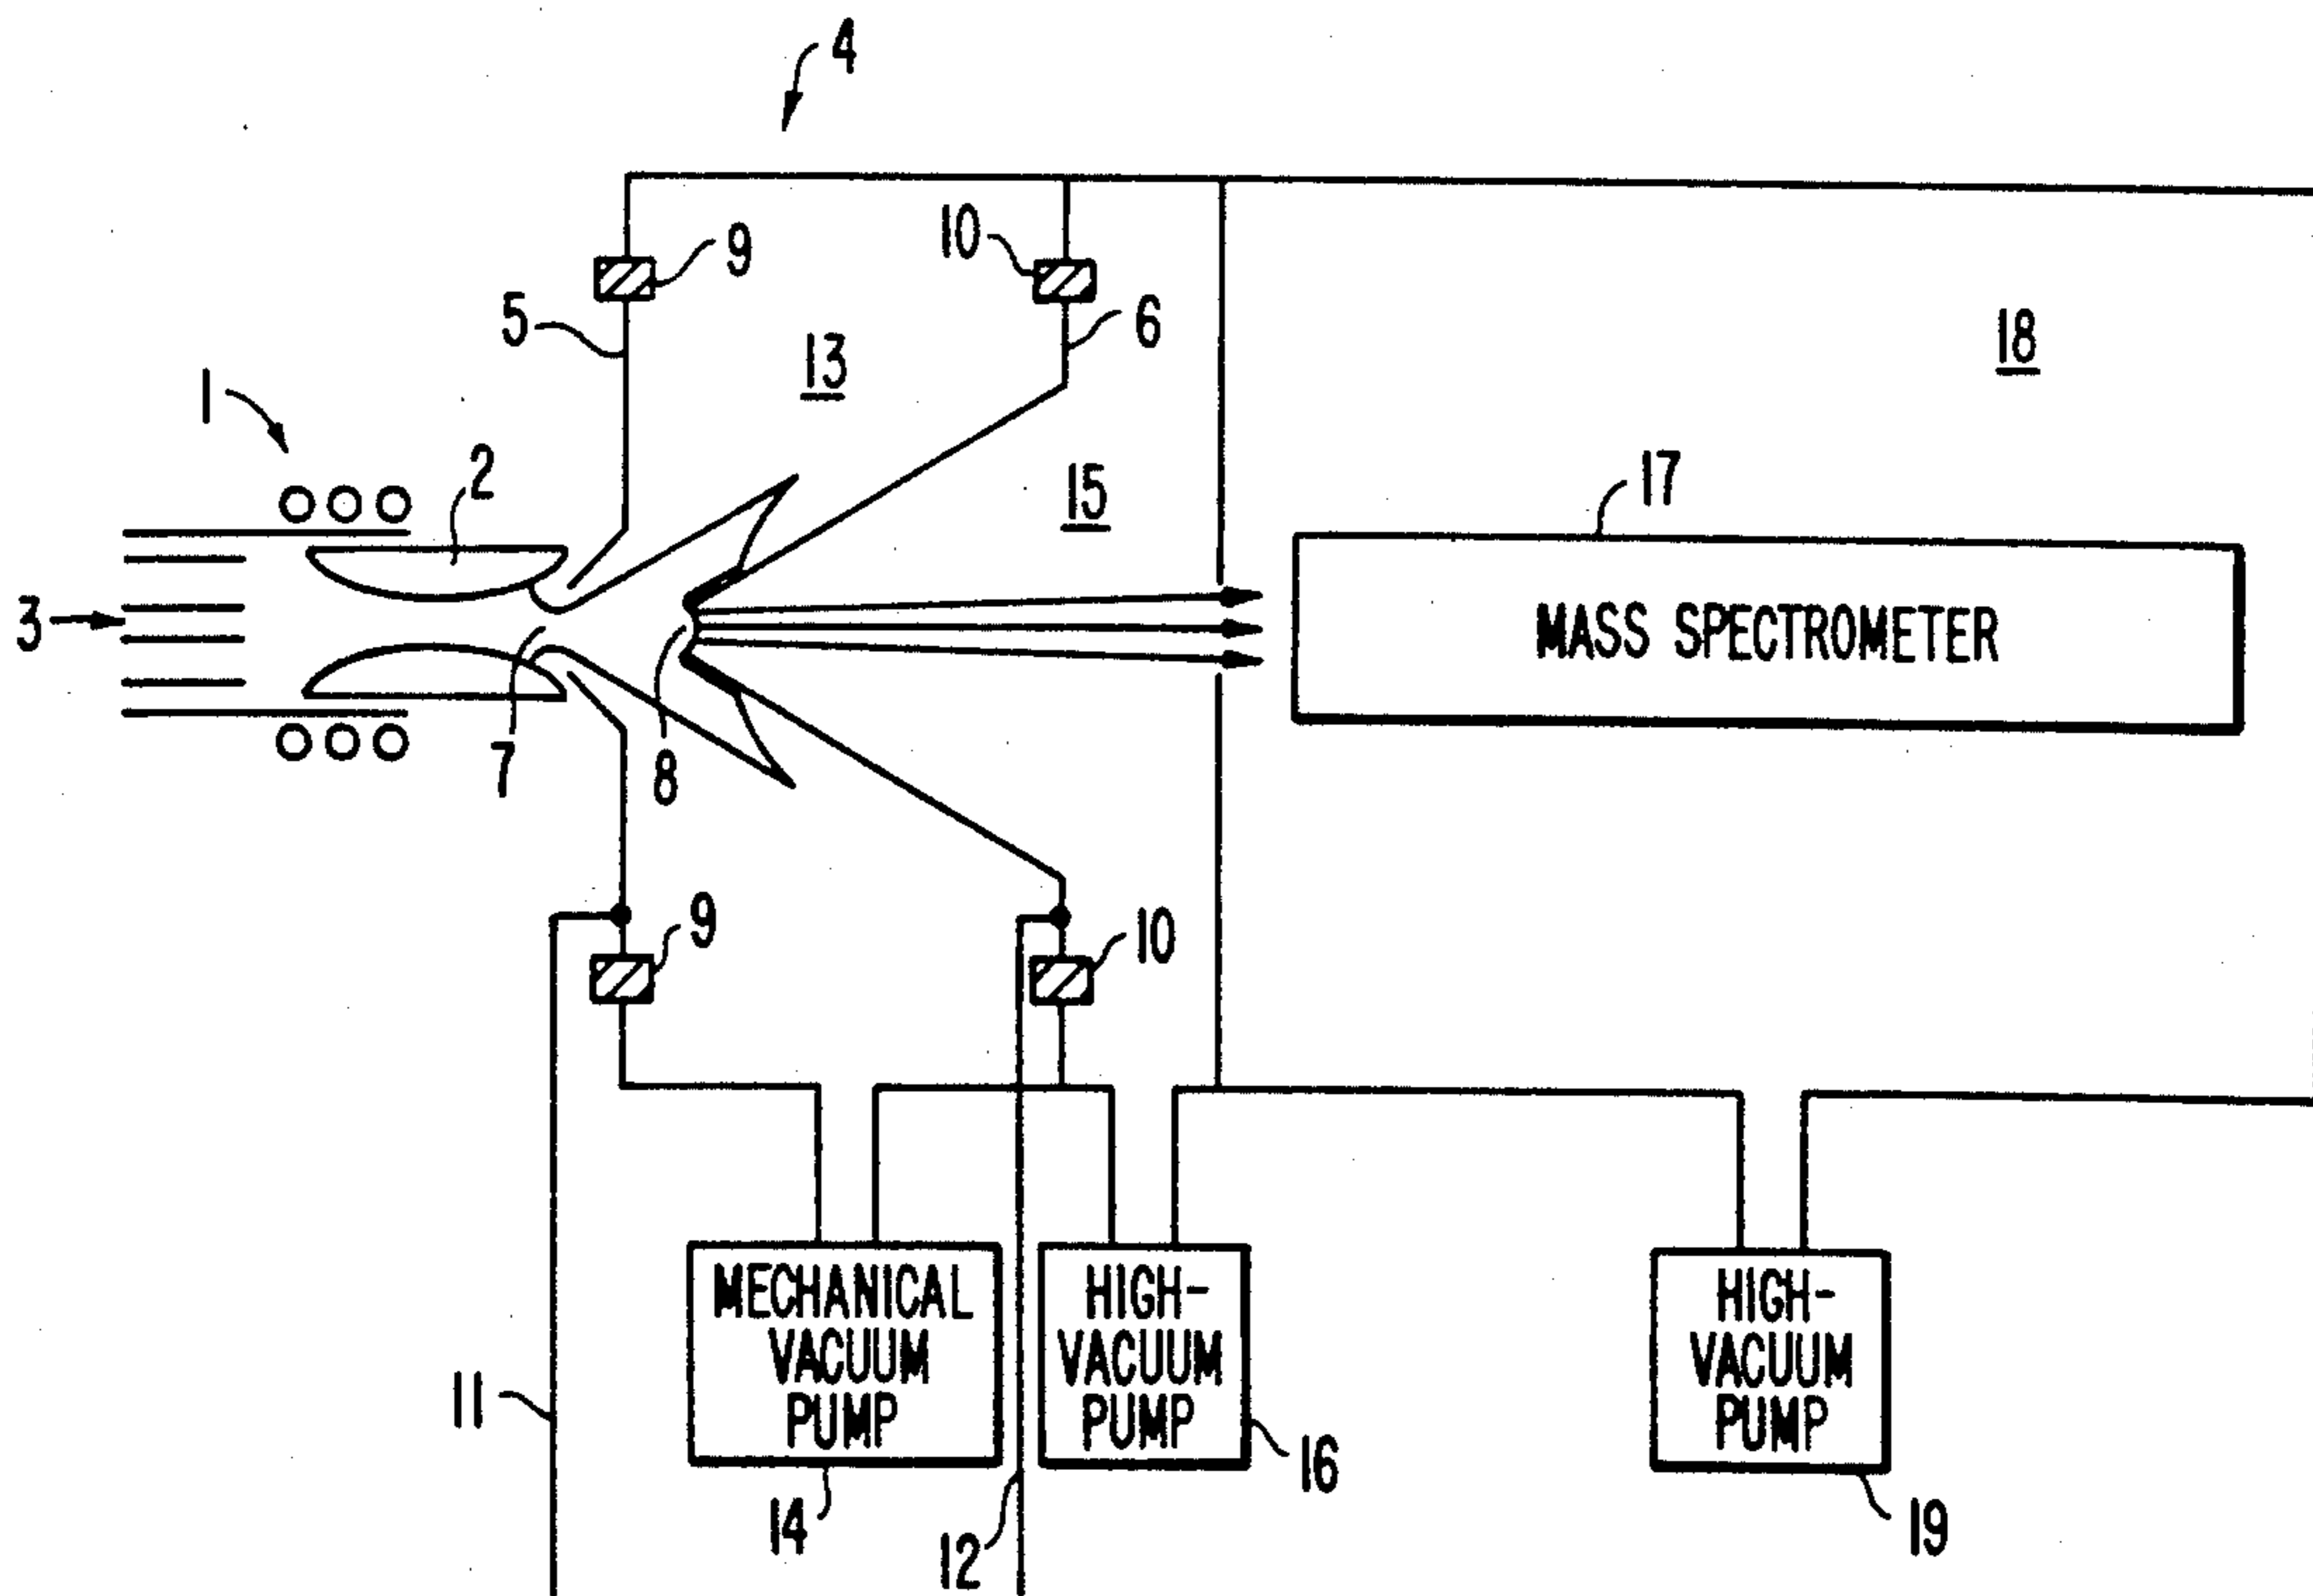 4
9
10
5
6
13
18
1
2
15
17
3
MASS SPECTROMETER
7
8
9
10
MECHANICAL
VACUUM
PUMP
HIGH-
VACUUM
PUMP
HIGH-
VACUUM
PUMP
11
16
14
12
19